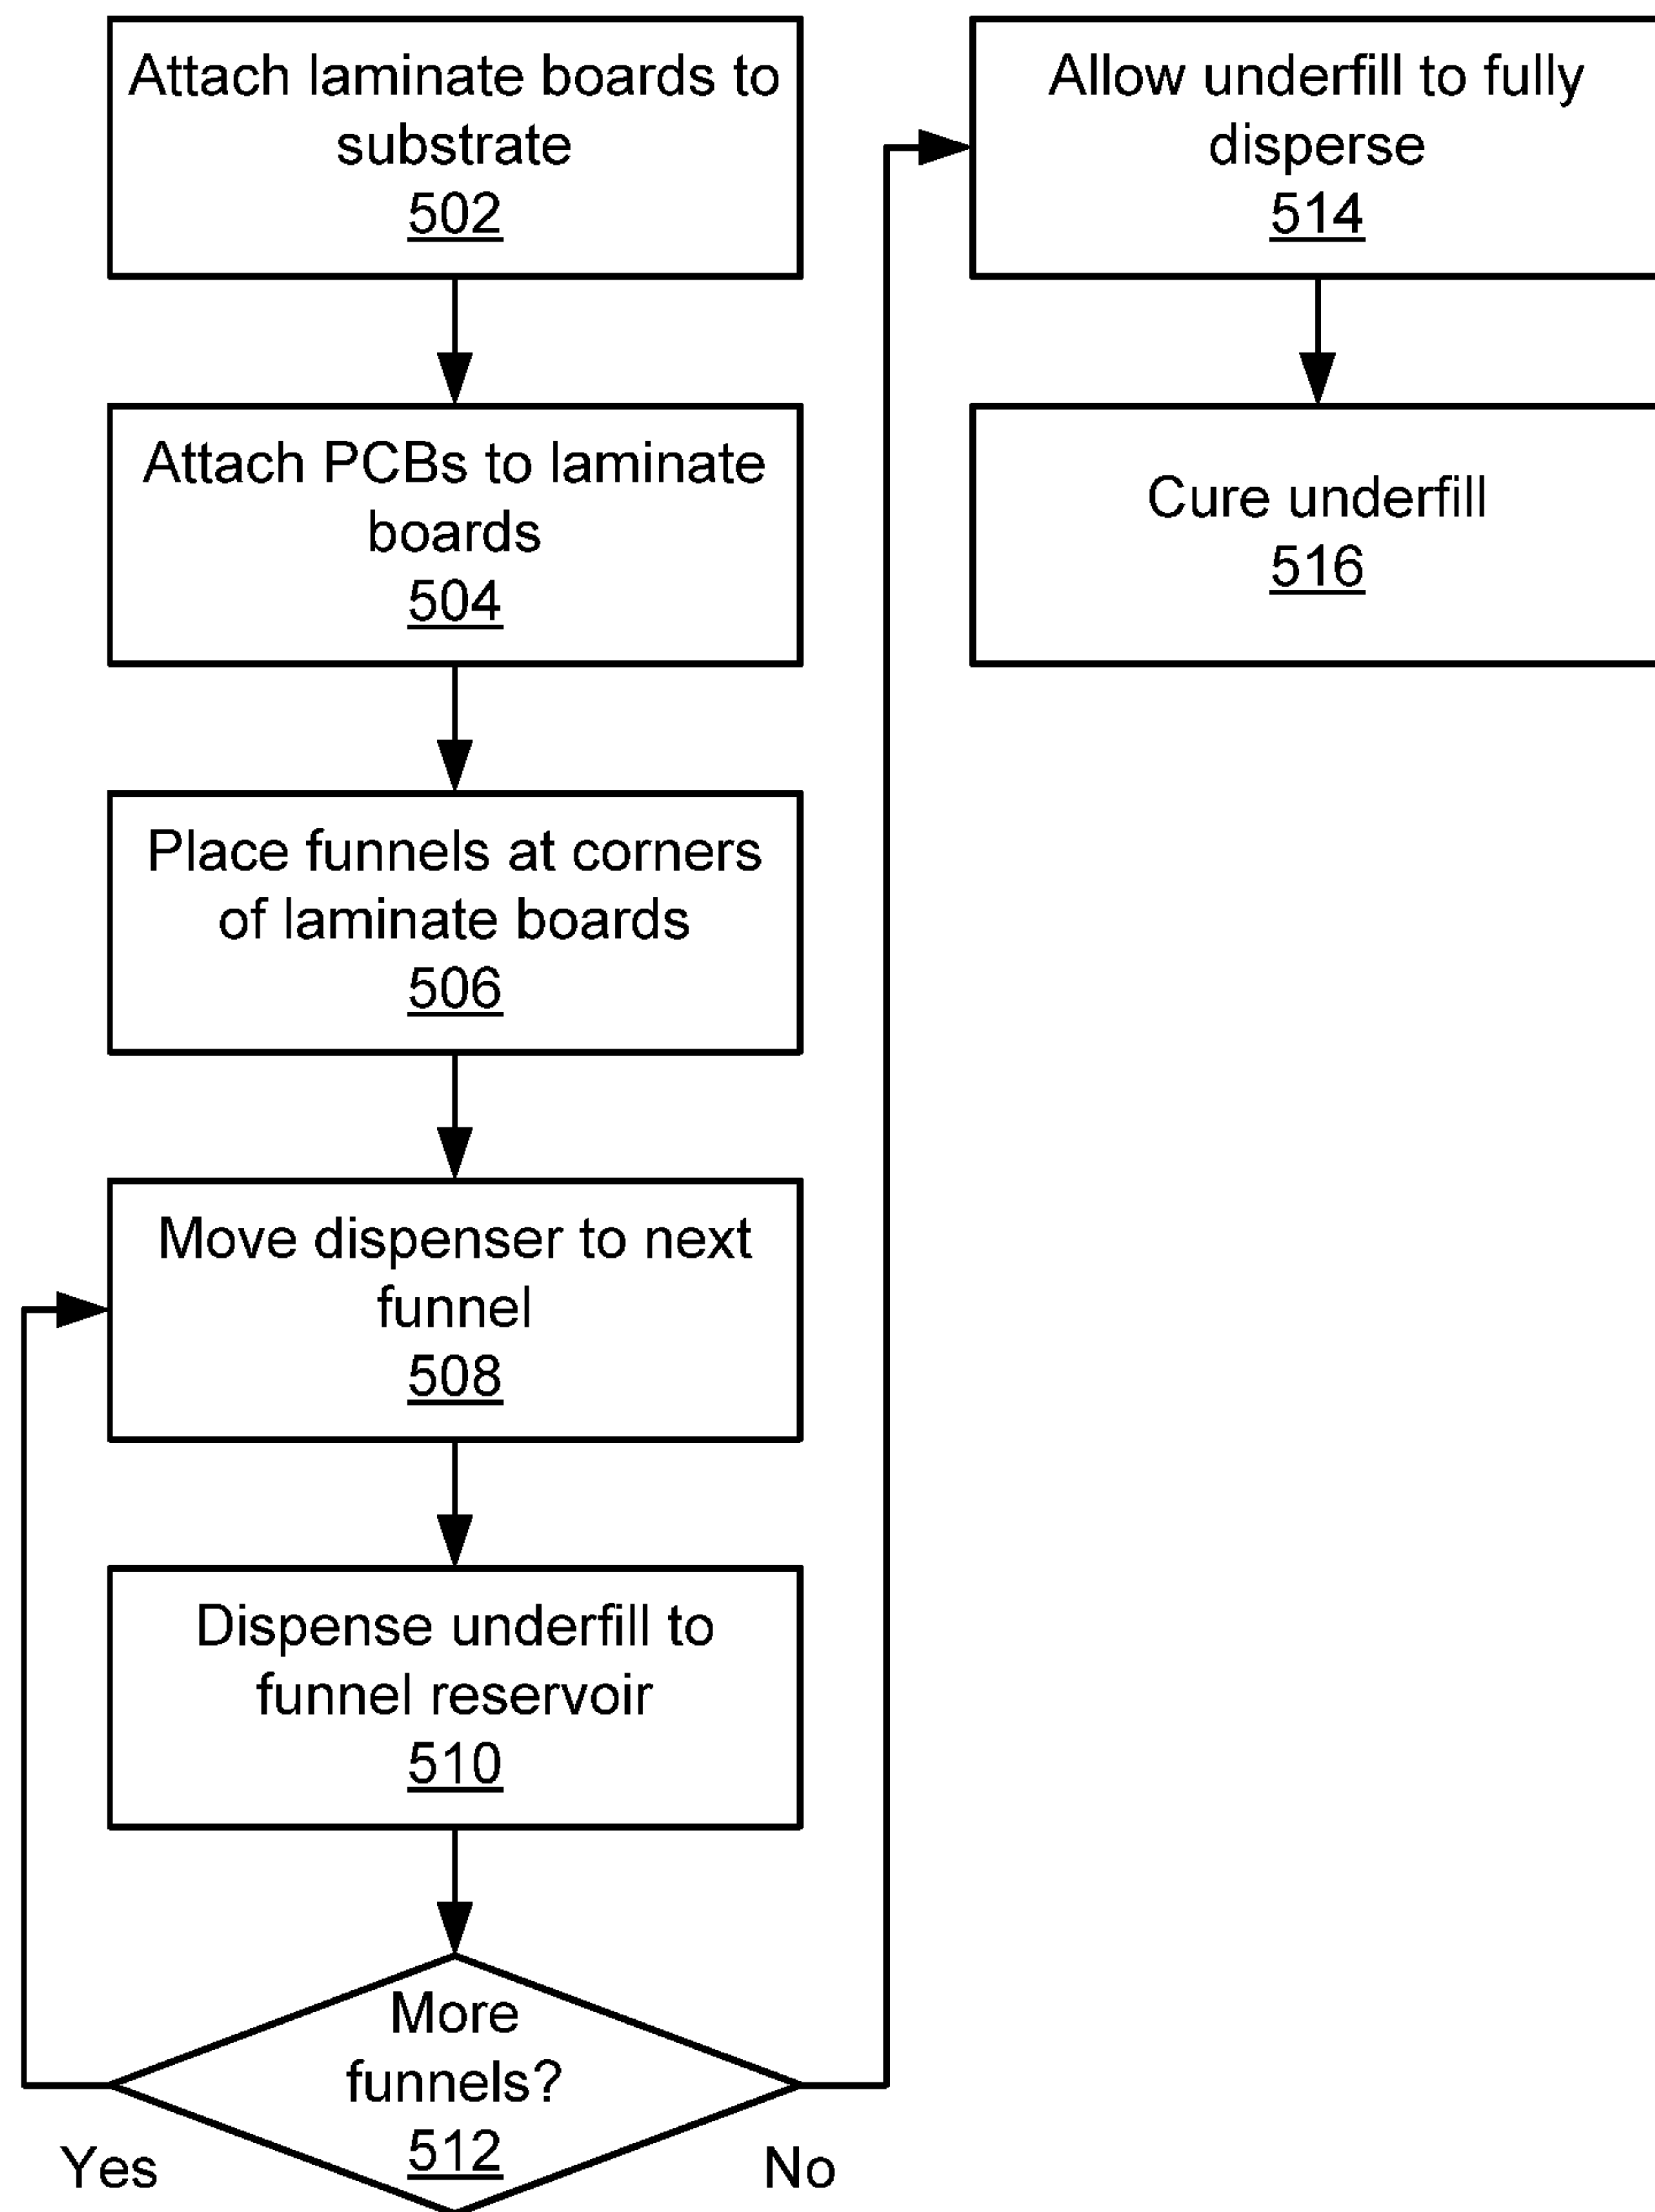 Attach laminate boards to
substrate
502
Attach PCBs to laminate
boards
504
Place funnels at corners
of laminate boards
506
Move dispenser to next
funnel
508
Dispense underfill to
funnel reservoir
510
More
funnels?
512
Yes
No
Allow underfill to fully
disperse
514
Cure underfill
516